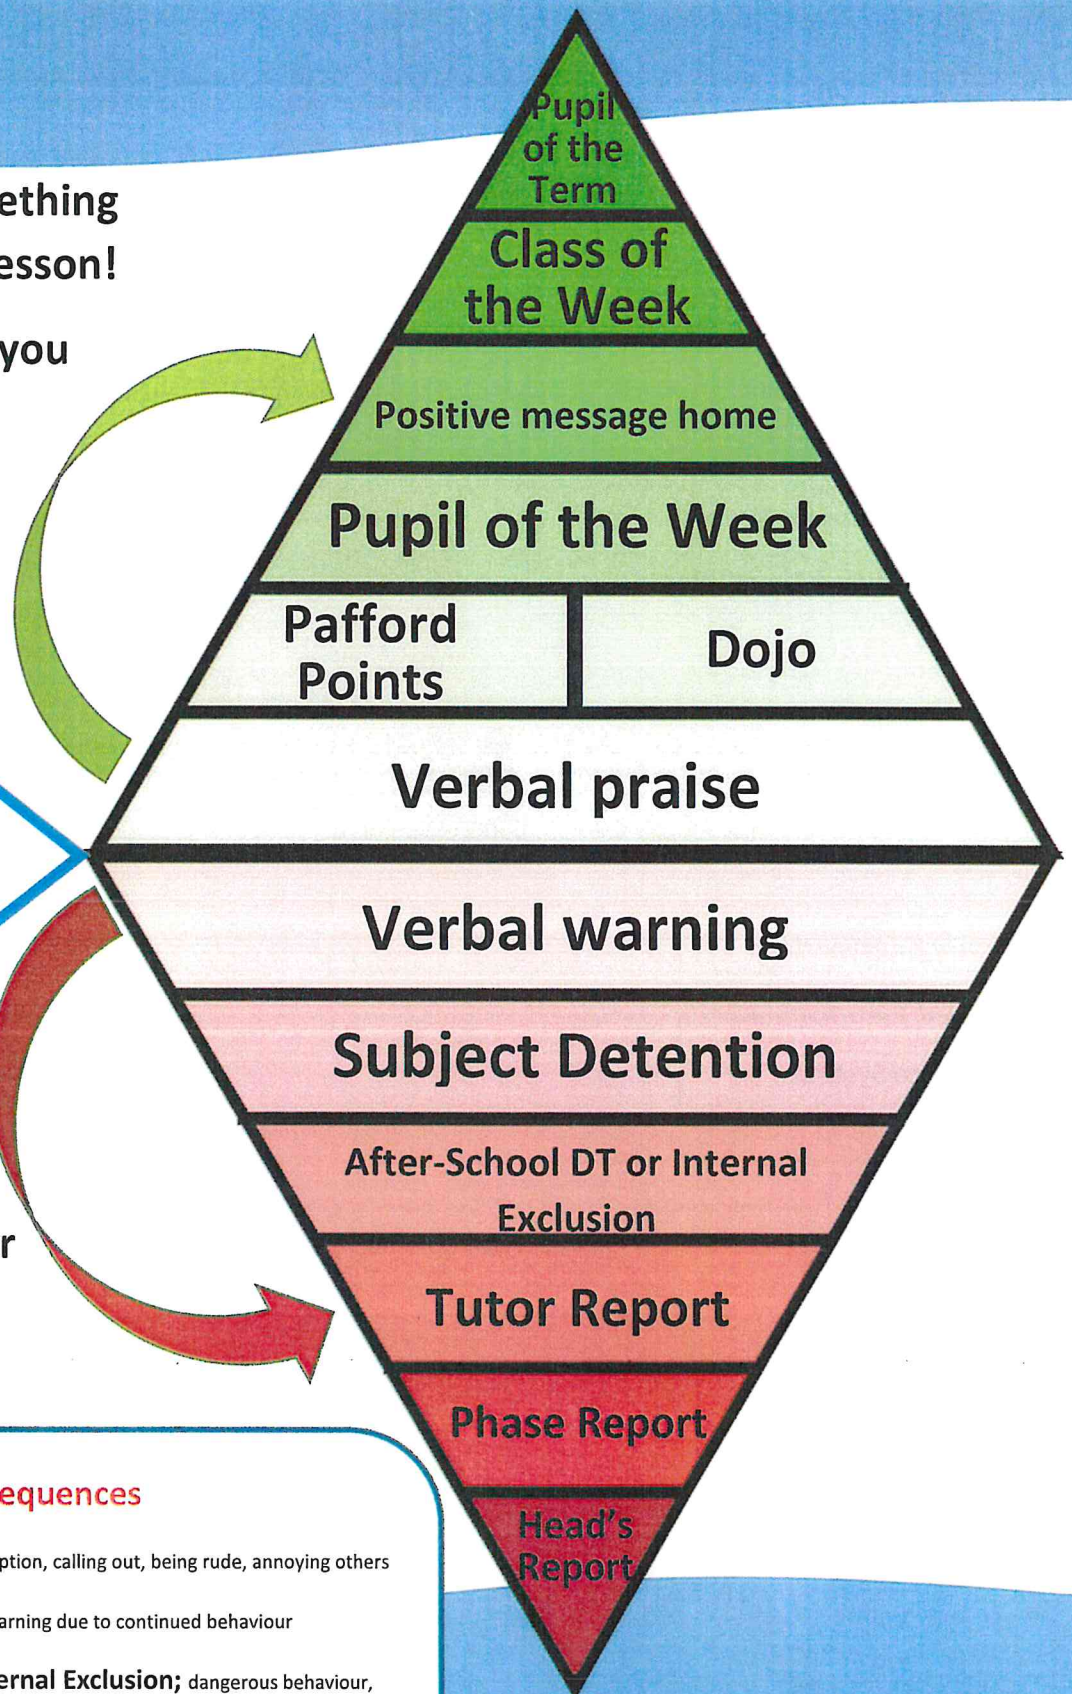 Pupil
of the
Term
ething
esson!
you
Class of
the Week
Positive message home
Pupil of the Week
Pafford
Points
Dojo
Verbal praise
Verbal warning
Subject Detention
After-School DT or Internal
Exclusion
r
Tutor Report
Phase Report
Head's
Report
equences
ption, calling out, being rude, annoying others
arning due to continued behaviour
ernal Exclusion; dangerous behaviour,